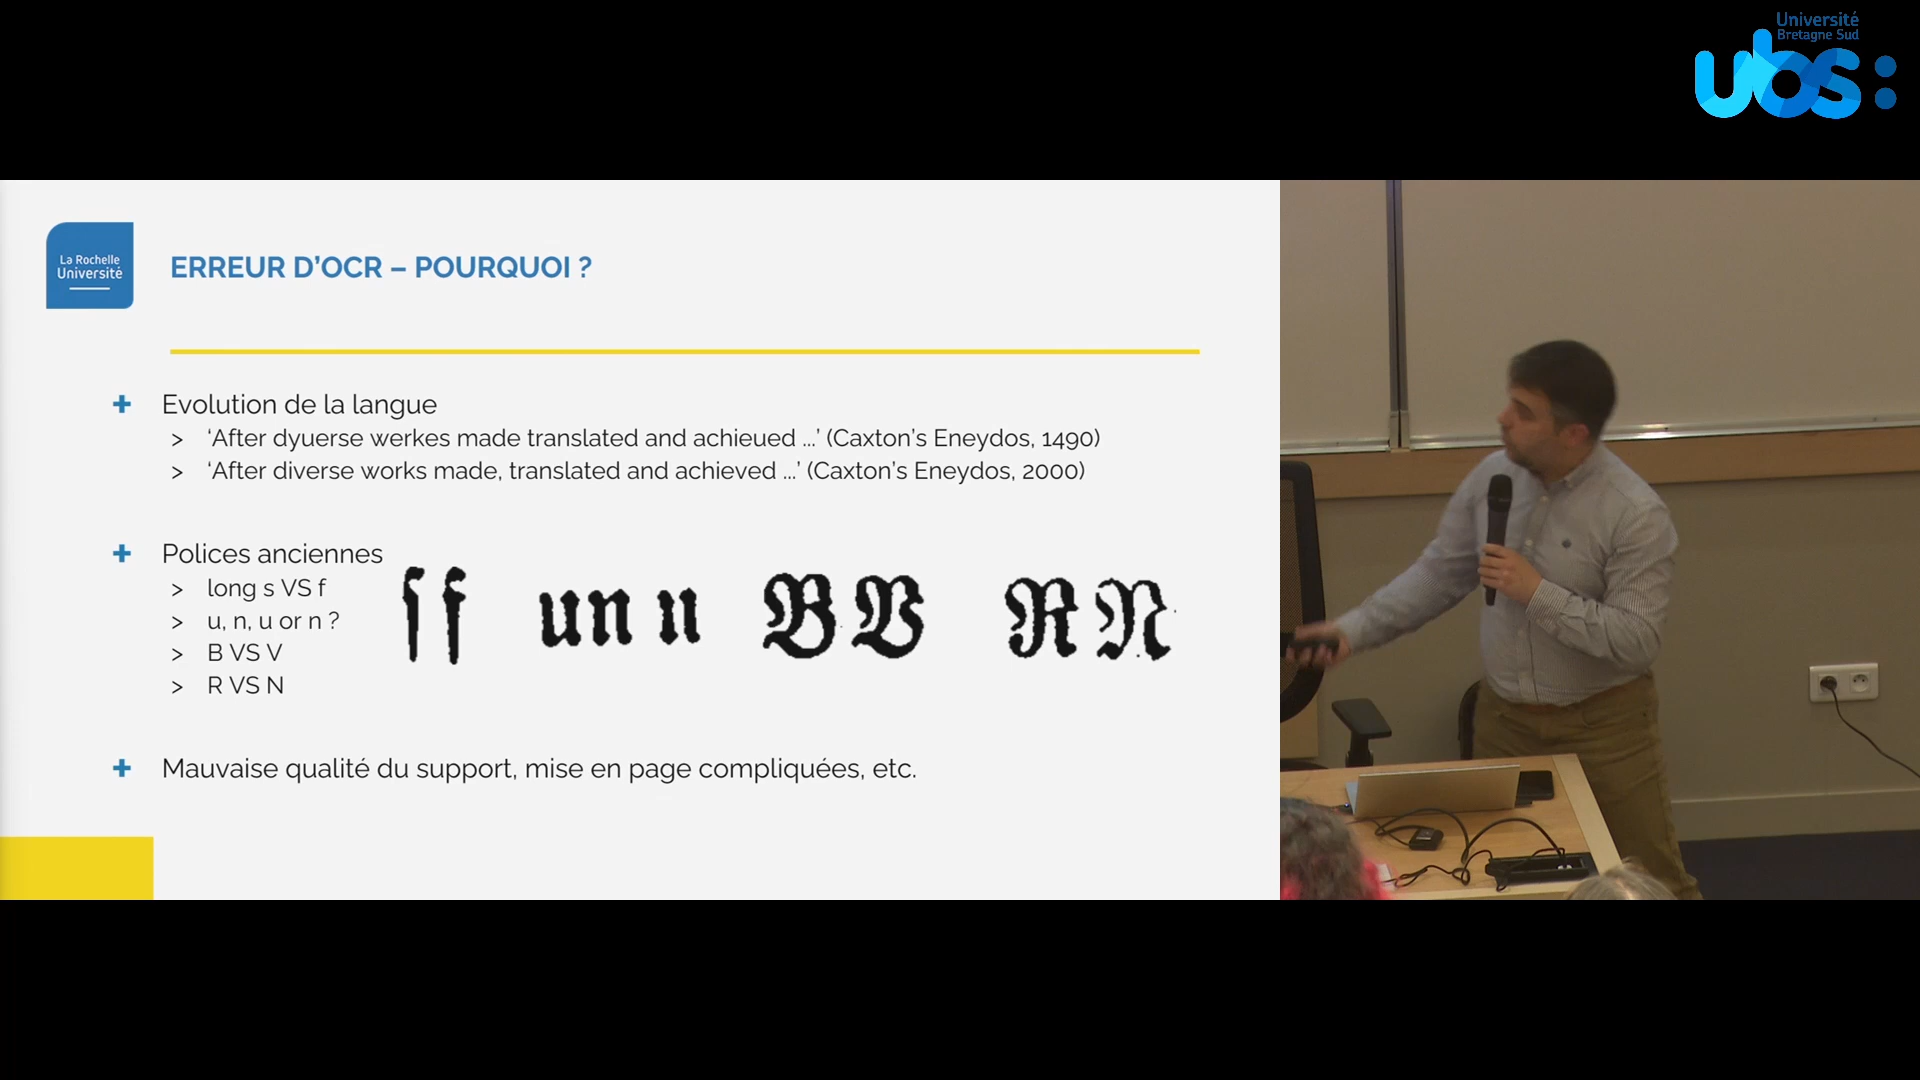 Université
Bretagne Sud
ubs:
La Rochelle
Université
ERREUR D'OCR – POURQUOI ?
+ Evolution de la langue
> ‘After dyuerse werkes made translated and achieued ...’ (Caxton’s Eneydos, 1490)
> ‘After diverse works made, translated and achieved ...’ (Caxton’s Eneydos, 2000)
+ Polices anciennes
> long s VS f
> u, n, u or n ?
> B VS V
> R VS N
ſ f u n u B V R N
+ Mauvaise qualité du support, mise en page compliquées, etc.